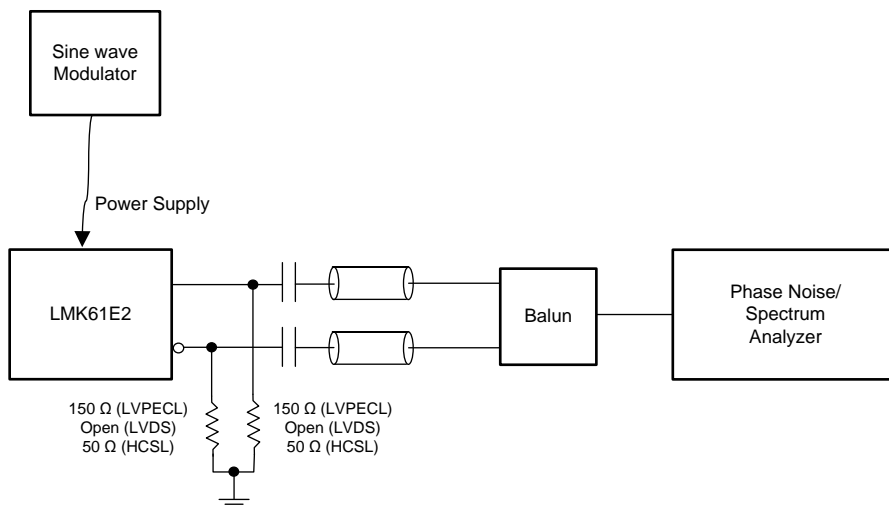 Sine wave
Modulator
Power Supply
LMK61E2
Balun
Phase Noise/
Spectrum
Analyzer
150 Ω (LVPECL)
Open (LVDS)
50 Ω (HCSL)
150 Ω (LVPECL)
Open (LVDS)
50 Ω (HCSL)